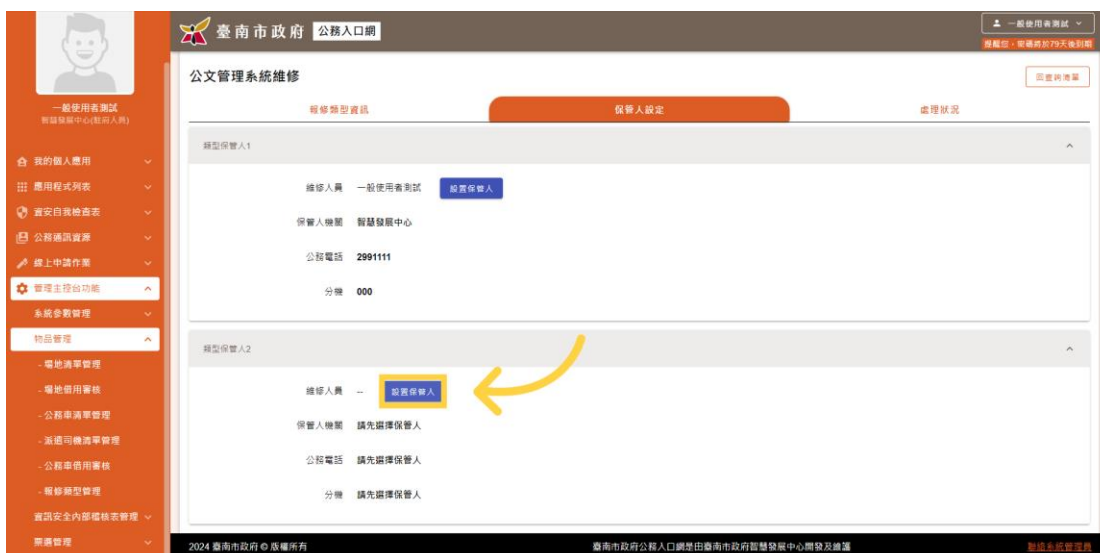 臺南市政府 公務入口網
一般使用者測試
提醒您,密碼將於79天後到期
一般使用者測試
智慧發展中心(駐府人員)
我的個人應用
應用程式列表
資安自我檢查表
公務通訊資源
線上申請作業
管理主控台功能
系統參數管理
物品管理
- 場地清單管理
- 場地借用審核
- 公務車清單管理
- 派遣司機清單管理
- 公務車借用審核
- 報修類型管理
資訊安全內部稽核表管理
票選管理
公文管理系統維修
回查詢清單
報修類型資訊
保管人設定
處理狀況
類型保管人1
維修人員 一般使用者測試 設置保管人
保管人機關 智慧發展中心
公務電話 2991111
分機 000
類型保管人2
維修人員 -- 設置保管人
保管人機關 請先選擇保管人
公務電話 請先選擇保管人
分機 請先選擇保管人
2024 臺南市政府 © 版權所有
臺南市政府公務入口網是由臺南市政府智慧發展中心開發及維護
聯絡系統管理員